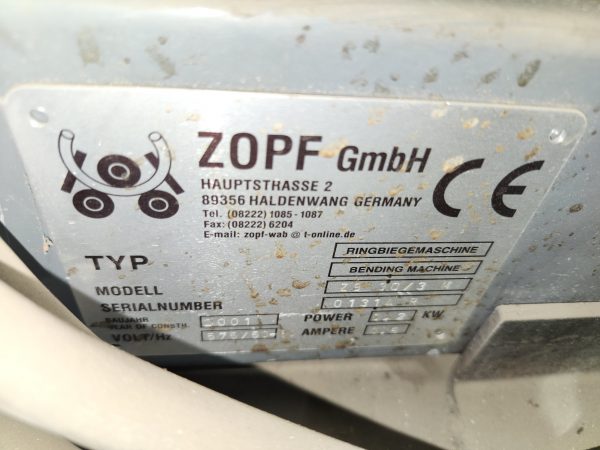 ZOPF GmbH
HAUPTSTRASSE 2
89356 HALDENWANG GERMANY
Tel. (08222) 1085-1087
Fax: (08222) 6204
E-mail: zopf-wab @ t-online.de
CE
TYP
RINGBIEGEMASCHINE
BENDING MACHINE
MODELL
SERIALNUMBER
BAUJAHR
YEAR OF CONSTR.
POWER KW
VOLT/Hz
AMPERE